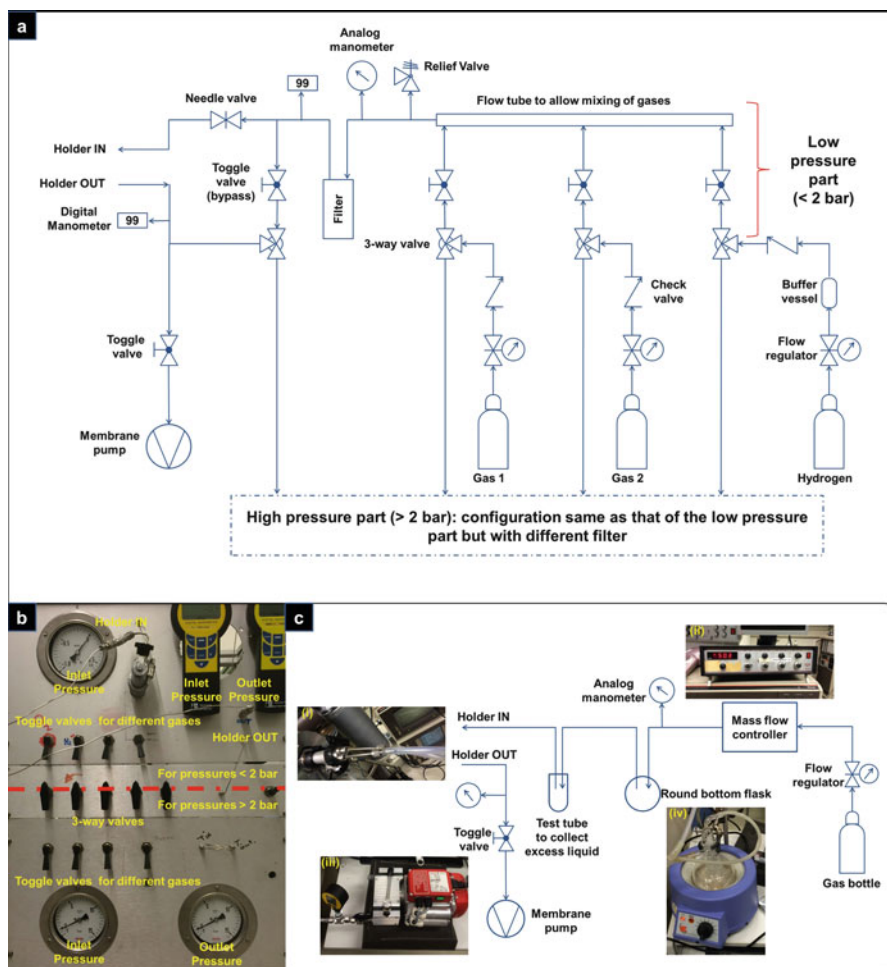 a
Analog
manometer
Relief Valve
99
Needle valve
Flow tube to allow mixing of gases
Holder IN
Low
pressure
part
(< 2 bar)
Toggle
valve
(bypass)
Holder OUT
Filter
Digital
Manometer
99
3-way valve
Check
valve
Buffer
vessel
Toggle
valve
Flow
regulator
Membrane
pump
Gas 1
Gas 2
Hydrogen
High pressure part (> 2 bar): configuration same as that of the low pressure
part but with different filter
b
Holder IN
Inlet
Pressure
Inlet
Pressure
Outlet
Pressure
Toggle valves for different gases
Holder OUT
For pressures < 2 bar
For pressures > 2 bar
3-way valves
Toggle valves for different gases
Inlet
Pressure
Outlet
Pressure
c
(i)
(ii)
Analog
manometer
Holder IN
Mass flow
controller
Holder OUT
Flow
regulator
Round bottom flask
Test tube
to collect
excess liquid
Toggle
valve
(iii)
(iv)
Membrane
pump
Gas bottle